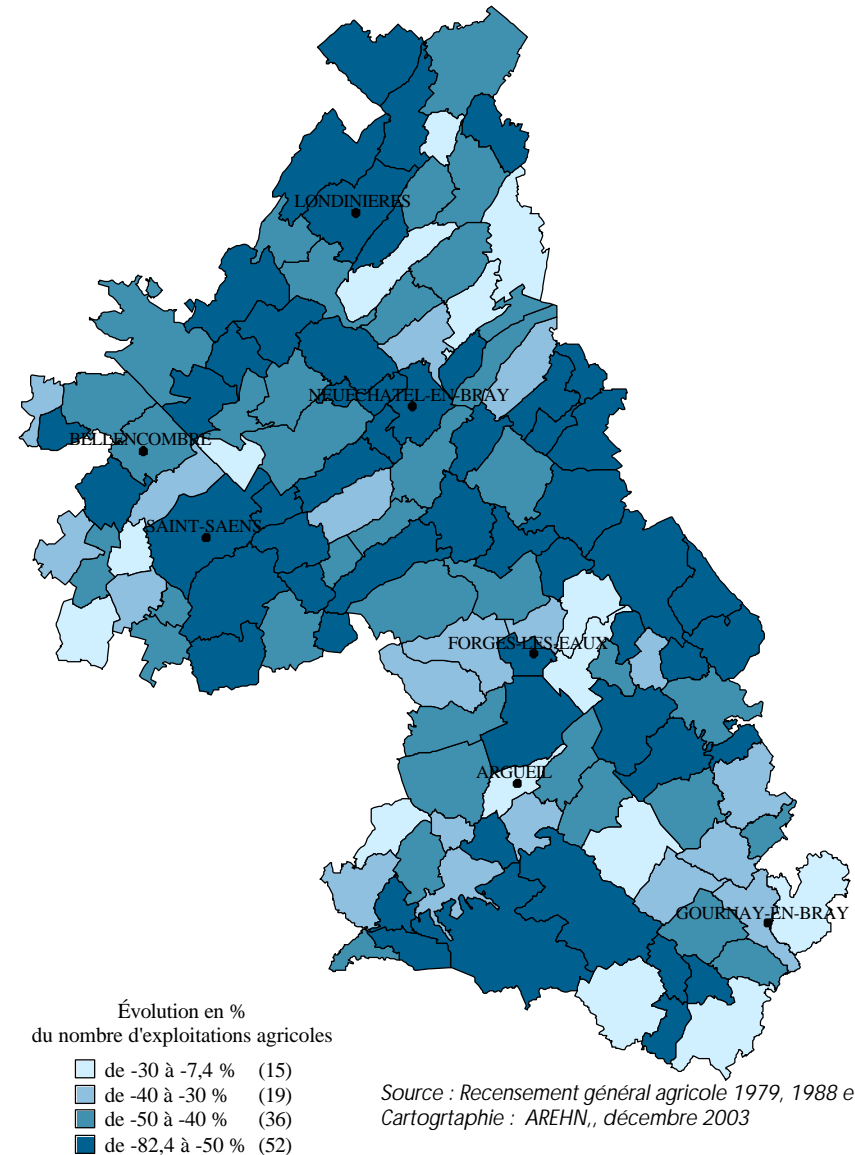 LONDINIERES
NEUFCHATEL-EN-BRAY
BELLENCOMBRE
SAINT-SAENS
FORGES-LES-EAUX
ARGUEIL
GOURNAY-EN-BRAY
Évolution en %
du nombre d'exploitations agricoles
de -30 à -7,4 % (15)
de -40 à -30 % (19)
de -50 à -40 % (36)
de -82,4 à -50 % (52)
Source : Recensement général agricole 1979, 1988 e
Cartogrtaphie : AREHN,, décembre 2003